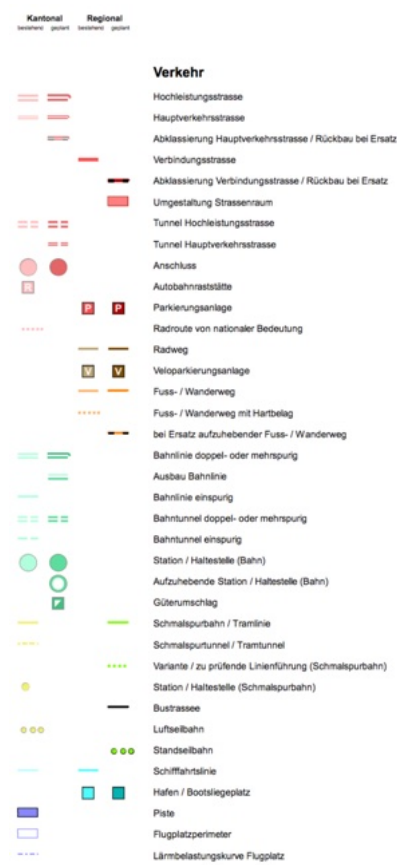 Kantonal Regional
bestehend geplant bestehend geplant
Verkehr
Hochleistungsstrasse
Hauptverkehrsstrasse
Abklassierung Hauptverkehrsstrasse / Rückbau bei Ersatz
Verbindungsstrasse
Abklassierung Verbindungsstrasse / Rückbau bei Ersatz
Umgestaltung Strassenraum
Tunnel Hochleistungsstrasse
Tunnel Hauptverkehrsstrasse
Anschluss
R Autobahnraststätte
P P Parkierungsanlage
Radroute von nationaler Bedeutung
Radweg
V V Veloparkierungsanlage
Fuss- / Wanderweg
Fuss- / Wanderweg mit Hartbelag
bei Ersatz aufzuhebender Fuss- / Wanderweg
Bahnlinie doppel- oder mehrspurig
Ausbau Bahnlinie
Bahnlinie einspurig
Bahntunnel doppel- oder mehrspurig
Bahntunnel einspurig
Station / Haltestelle (Bahn)
Aufzuhebende Station / Haltestelle (Bahn)
Güterumschlag
Schmalspurbahn / Tramlinie
Schmalspurtunnel / Tramtunnel
Variante / zu prüfende Linienführung (Schmalspurbahn)
Station / Haltestelle (Schmalspurbahn)
Bustrassee
Luftseilbahn
Standseilbahn
Schifffahrtslinie
Hafen / Bootsliegeplatz
Piste
Flugplatzperimeter
Lärmbelastungskurve Flugplatz